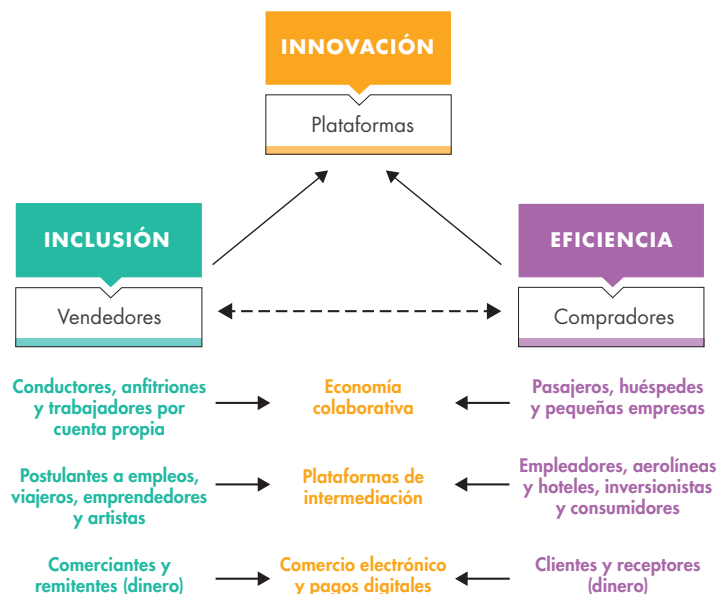 INNOVACIÓN
Plataformas
INCLUSIÓN
Vendedores
EFICIENCIA
Compradores
Conductores, anfitriones
y trabajadores por
cuenta propia
Economía
colaborativa
Pasajeros, huéspedes
y pequeñas empresas
Postulantes a empleos,
viajeros, emprendedores
y artistas
Plataformas de
intermediación
Empleadores, aerolíneas
y hoteles, inversionistas
y consumidores
Comerciantes y
remitentes (dinero)
Comercio electrónico
y pagos digitales
Clientes y receptores
(dinero)